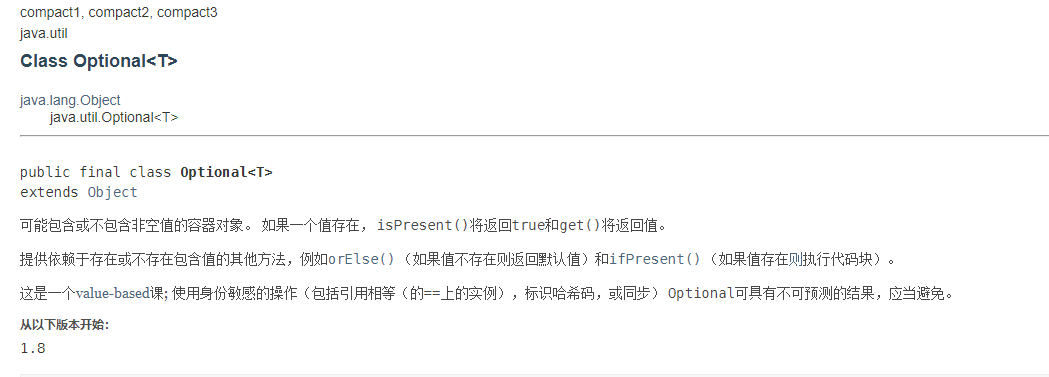 compact1, compact2, compact3
java.util
Class Optional<T>
java.lang.Object
java.util.Optional<T>
public final class Optional<T>
extends Object
可能包含或不包含非空值的容器对象。 如果一个值存在， isPresent()将返回true和get()将返回值。
提供依赖于存在或不存在包含值的其他方法，例如orElse()（如果值不存在则返回默认值）和ifPresent()（如果值存在则执行代码块）。
这是一个value-based课; 使用身份敏感的操作（包括引用相等（的==上的实例），标识哈希码，或同步） Optional可具有不可预测的结果，应当避免。
从以下版本开始：
1.8